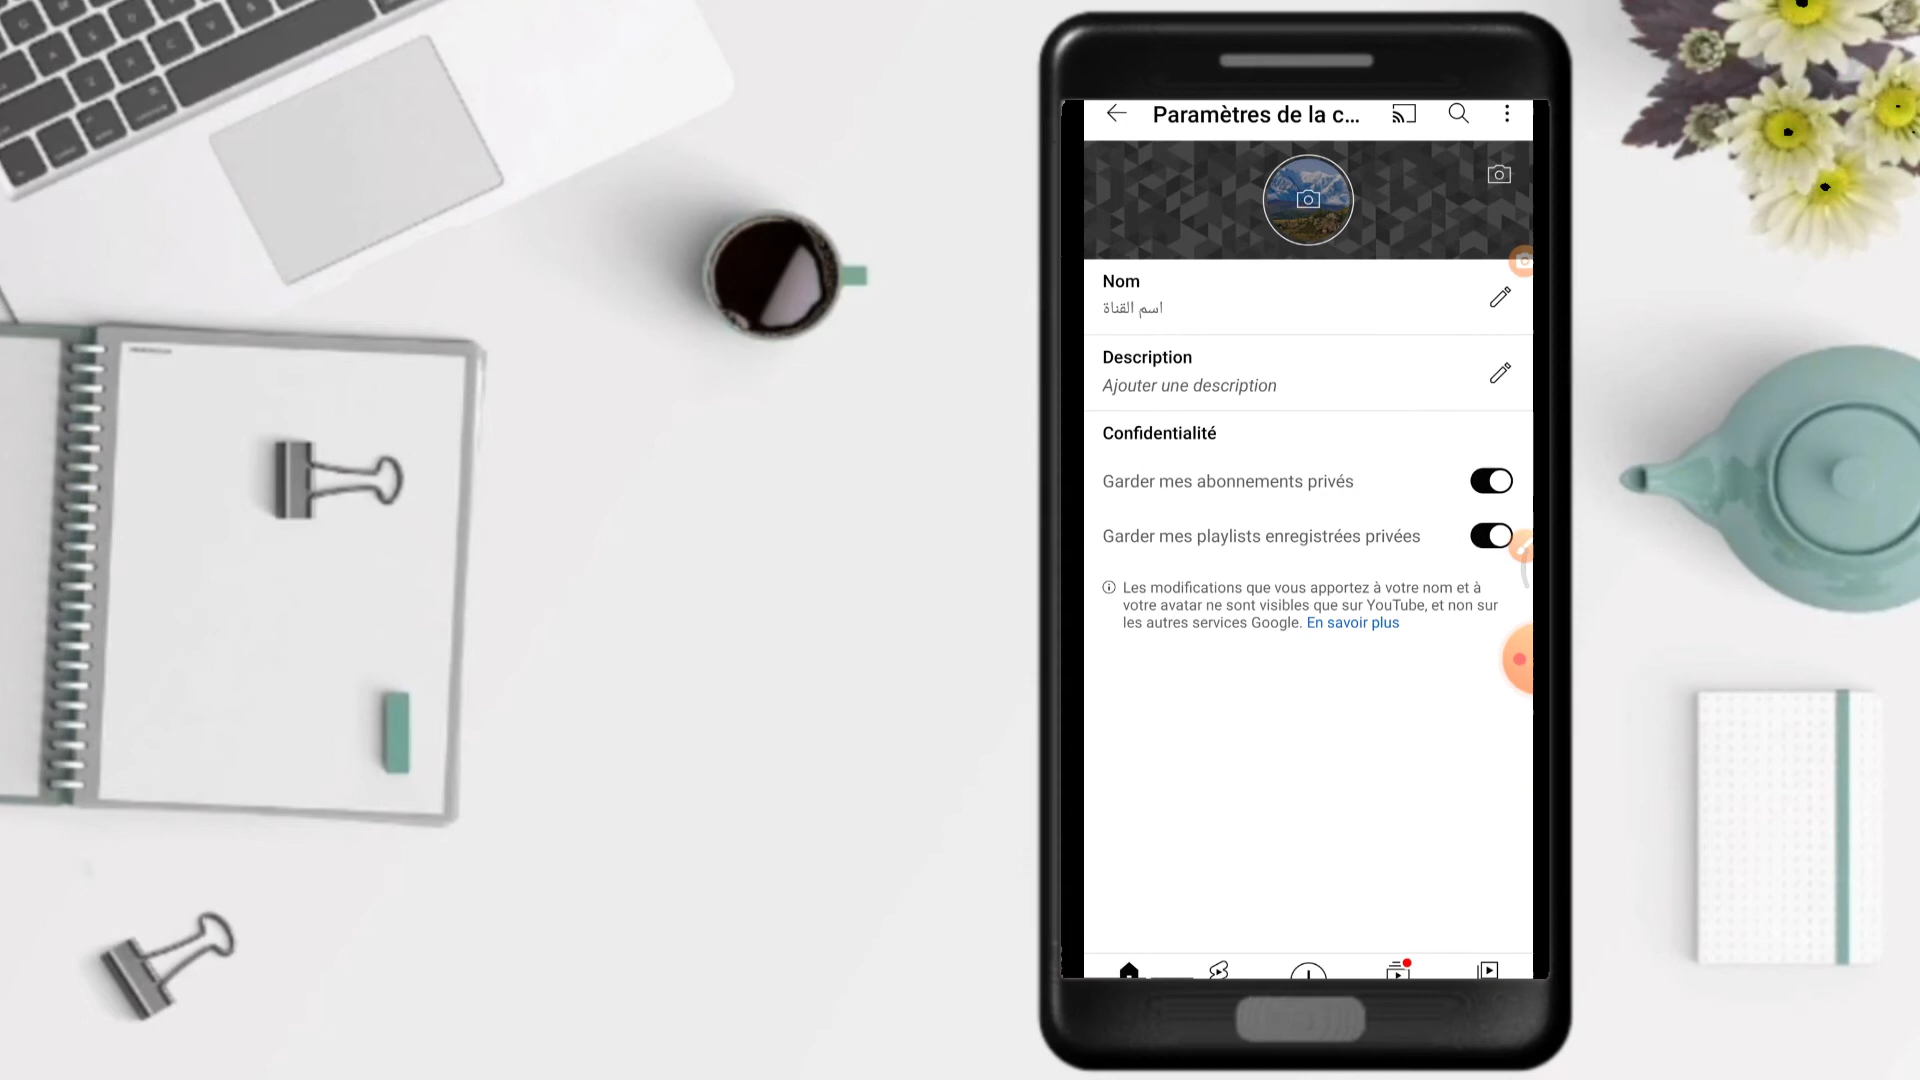 Paramètres de la c...
Nom
اسم القناة
Description
Ajouter une description
Confidentialité
Garder mes abonnements privés
Garder mes playlists enregistrées privées
Les modifications que vous apportez à votre nom et à
votre avatar ne sont visibles que sur YouTube, et non sur
les autres services Google. En savoir plus